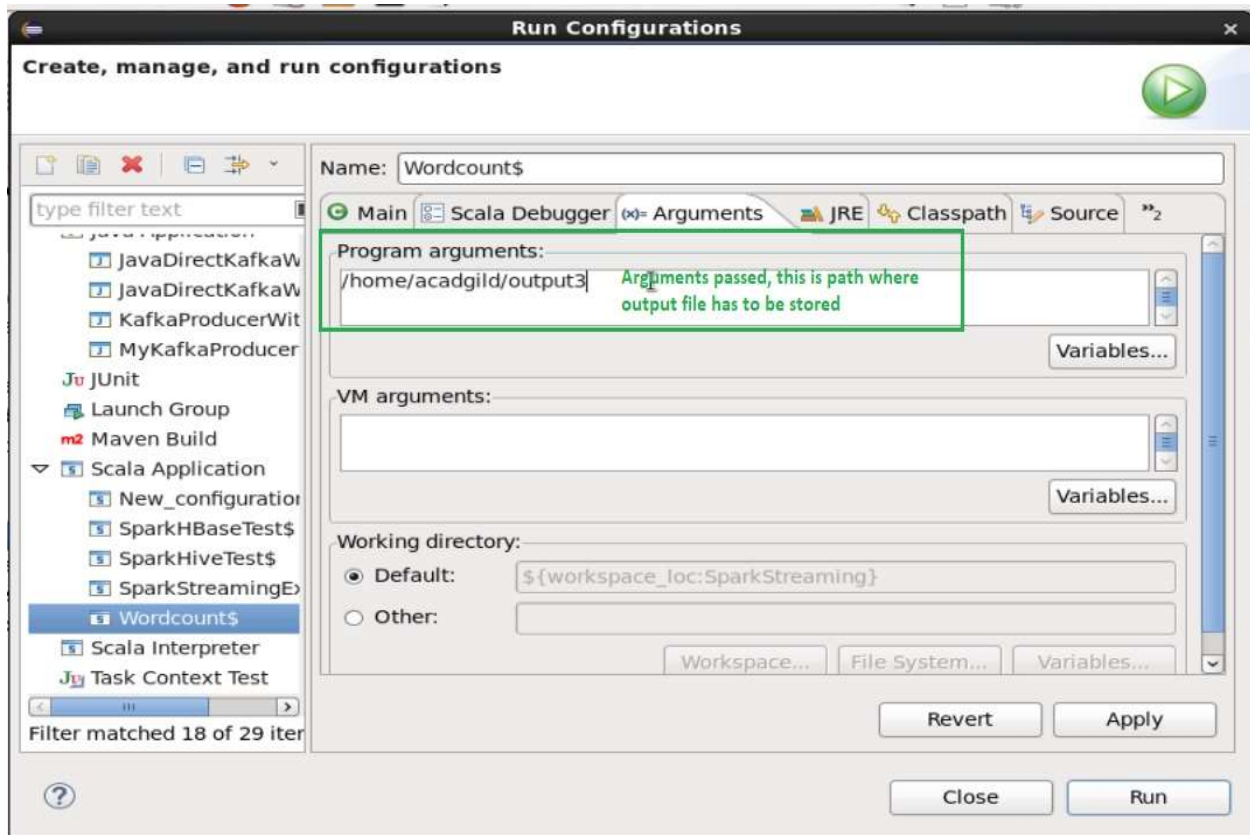 Run Configurations
Create, manage, and run configurations
type filter text
JavaDirectKafkaW
JavaDirectKafkaW
KafkaProducerWit
MyKafkaProducer
JUnit
Launch Group
m2 Maven Build
Scala Application
New_configuration
SparkHBaseTest$
SparkHiveTest$
SparkStreamingEx
Wordcount$
Scala Interpreter
Task Context Test
Filter matched 18 of 29 iter
Name: Wordcount$
Main Scala Debugger (x)= Arguments JRE Classpath Source »2
Program arguments:
/home/acadgild/output3
Arguments passed, this is path where
output file has to be stored
Variables...
VM arguments:
Variables...
Working directory:
Default: ${workspace_loc:SparkStreaming}
Other:
Workspace... File System... Variables...
Revert Apply
Close Run